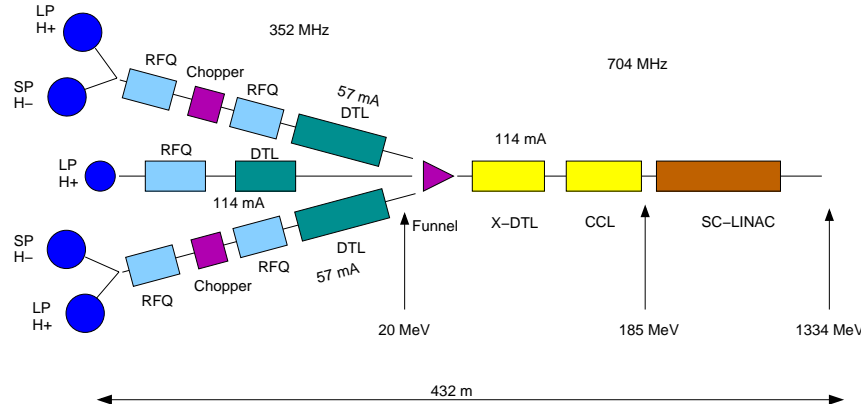 LP
H+
352 MHz
704 MHz
RFQ
Chopper
RFQ
57 mA
DTL
SP
H−
LP
H+
RFQ
DTL
114 mA
114 mA
Funnel
X−DTL
CCL
SC−LINAC
SP
H−
RFQ
Chopper
RFQ
DTL
57 mA
LP
H+
20 MeV
185 MeV
1334 MeV
432 m